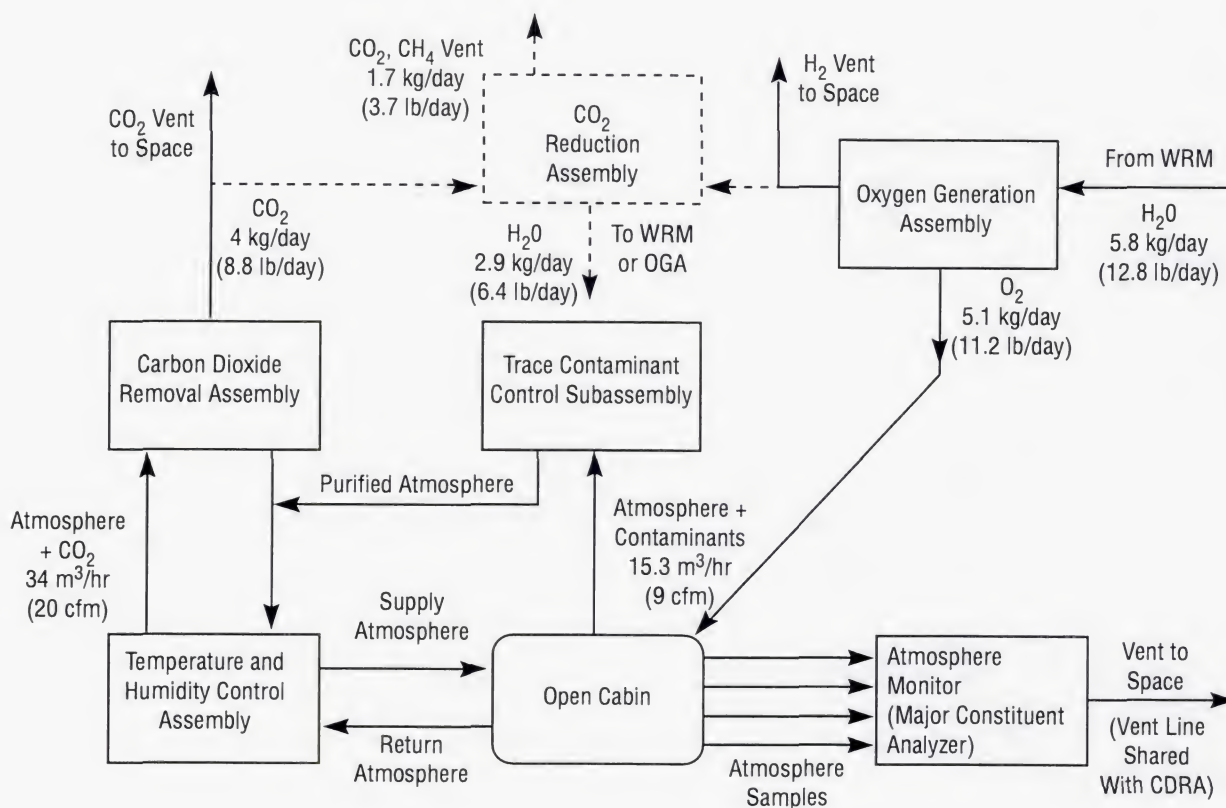 CO₂, CH₄ Vent
1.7 kg/day
(3.7 lb/day)
CO₂ Vent
to Space
CO₂
Reduction
Assembly
H₂ Vent
to Space
Oxygen Generation
Assembly
From WRM
H₂0
5.8 kg/day
(12.8 lb/day)
CO₂
4 kg/day
(8.8 lb/day)
H₂0
2.9 kg/day
(6.4 lb/day)
To WRM
or OGA
O₂
5.1 kg/day
(11.2 lb/day)
Carbon Dioxide
Removal Assembly
Trace Contaminant
Control Subassembly
Purified Atmosphere
Atmosphere
+ CO₂
34 m³/hr
(20 cfm)
Atmosphere +
Contaminants
15.3 m³/hr
(9 cfm)
Supply
Atmosphere
Temperature and
Humidity Control
Assembly
Return
Atmosphere
Open Cabin
Atmosphere
Monitor
(Major Constituent
Analyzer)
Atmosphere
Samples
Vent to
Space
(Vent Line
Shared
With CDRA)